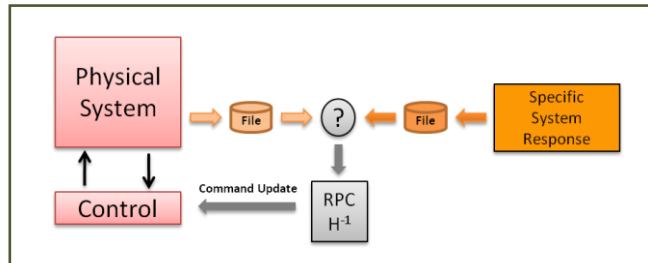 Physical
System
File
?
File
Specific
System
Response
Control
Command Update
RPC
H-1